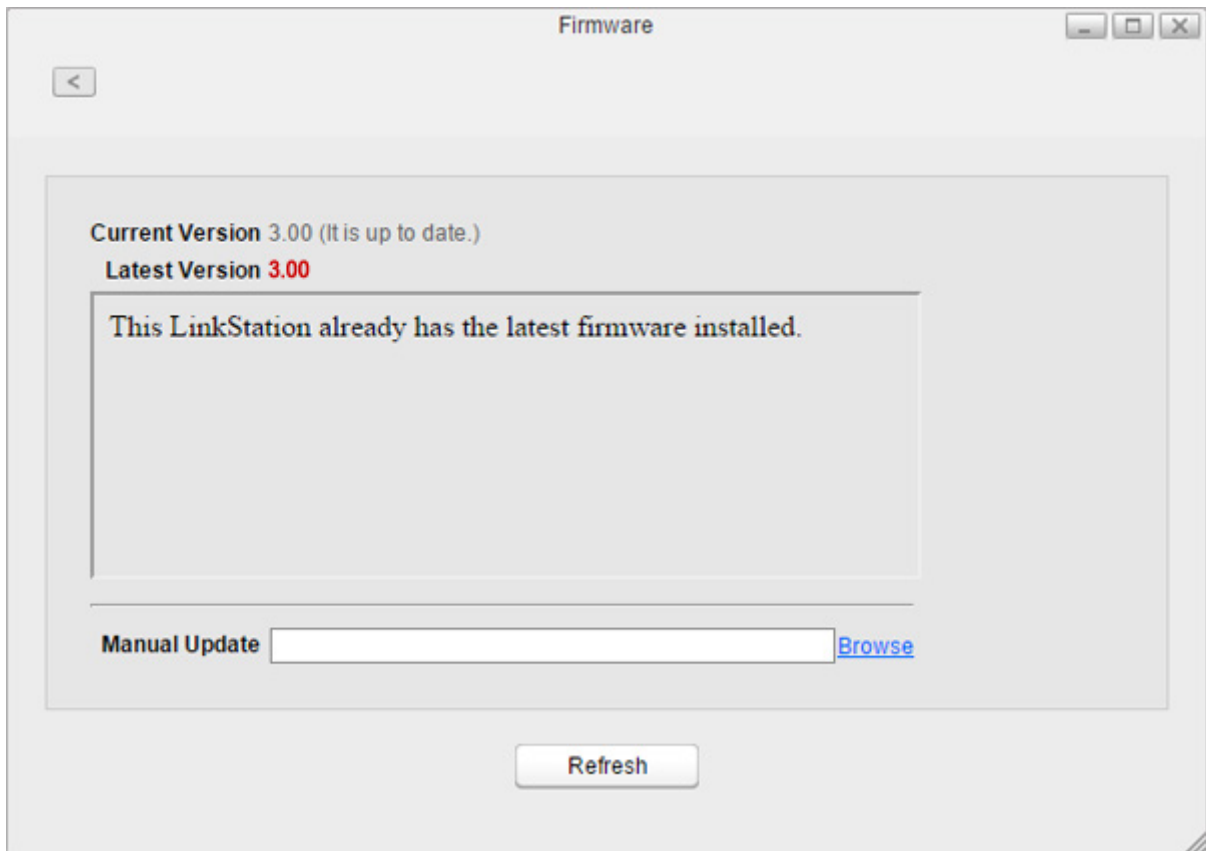 Firmware
<
Current Version 3.00 (It is up to date.)
Latest Version 3.00
This LinkStation already has the latest firmware installed.
Manual Update Browse
Refresh